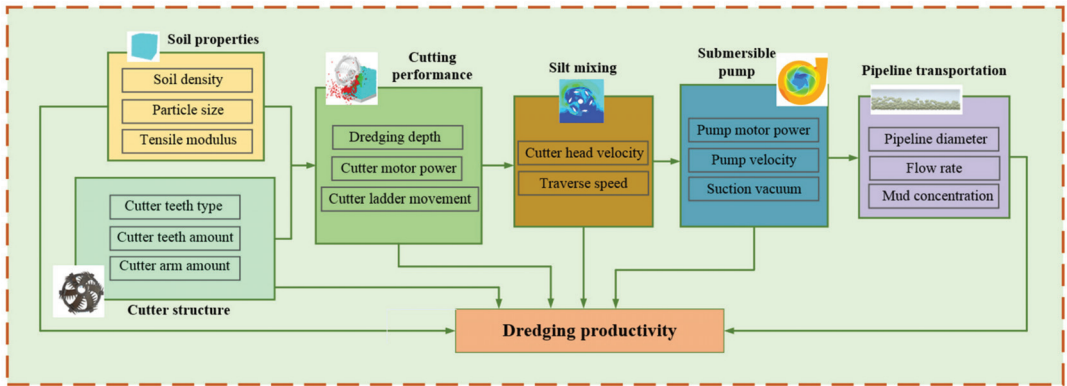 Soil properties
Soil density
Particle size
Tensile modulus
Cutter teeth type
Cutter teeth amount
Cutter arm amount
Cutter structure
Cutting
performance
Dredging depth
Cutter motor power
Cutter ladder movement
Silt mixing
Cutter head velocity
Traverse speed
Submersible
pump
Pump motor power
Pump velocity
Suction vacuum
Pipeline transportation
Pipeline diameter
Flow rate
Mud concentration
Dredging productivity